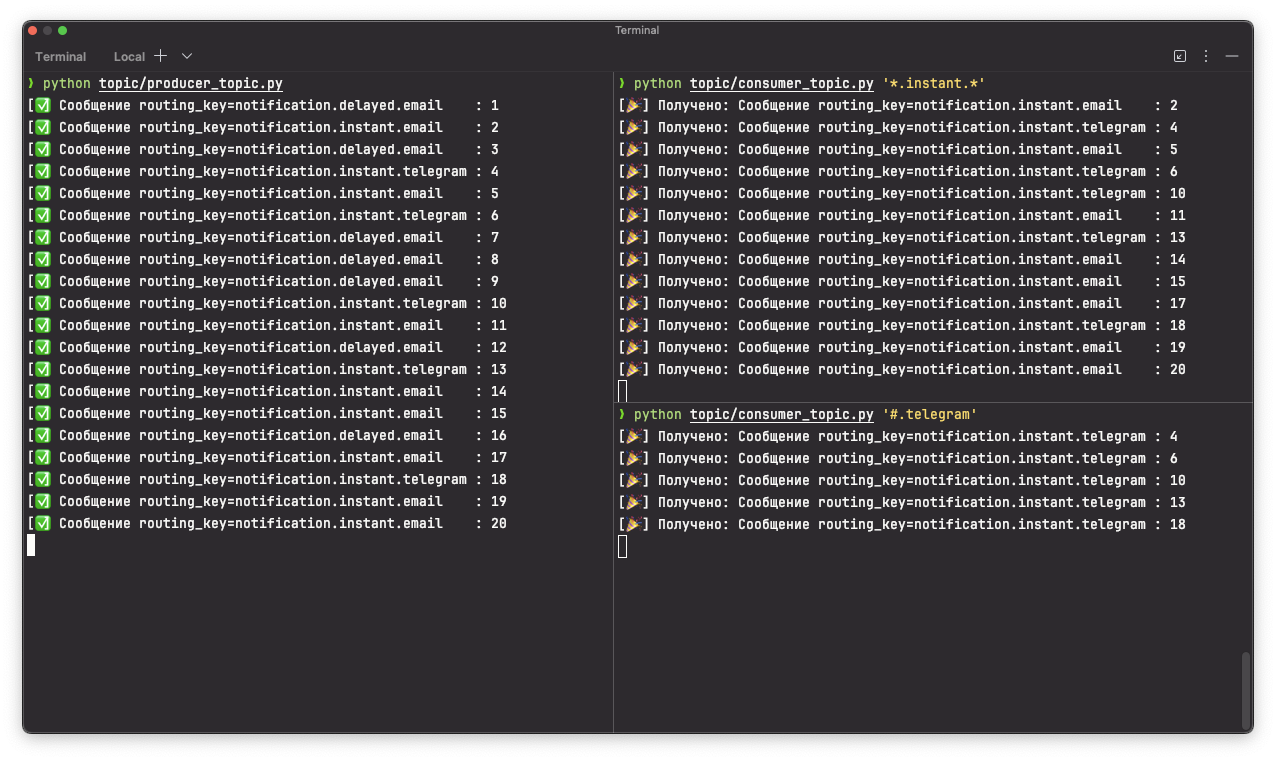 Terminal
Terminal Local
❯ python topic/producer_topic.py
[✅] Сообщение routing_key=notification.delayed.email : 1
[✅] Сообщение routing_key=notification.instant.email : 2
[✅] Сообщение routing_key=notification.delayed.email : 3
[✅] Сообщение routing_key=notification.instant.telegram : 4
[✅] Сообщение routing_key=notification.instant.email : 5
[✅] Сообщение routing_key=notification.instant.telegram : 6
[✅] Сообщение routing_key=notification.delayed.email : 7
[✅] Сообщение routing_key=notification.delayed.email : 8
[✅] Сообщение routing_key=notification.delayed.email : 9
[✅] Сообщение routing_key=notification.instant.telegram : 10
[✅] Сообщение routing_key=notification.instant.email : 11
[✅] Сообщение routing_key=notification.delayed.email : 12
[✅] Сообщение routing_key=notification.instant.telegram : 13
[✅] Сообщение routing_key=notification.instant.email : 14
[✅] Сообщение routing_key=notification.instant.email : 15
[✅] Сообщение routing_key=notification.delayed.email : 16
[✅] Сообщение routing_key=notification.instant.email : 17
[✅] Сообщение routing_key=notification.instant.telegram : 18
[✅] Сообщение routing_key=notification.instant.email : 19
[✅] Сообщение routing_key=notification.instant.email : 20
❯ python topic/consumer_topic.py '*.instant.*'
[🎉] Получено: Сообщение routing_key=notification.instant.email : 2
[🎉] Получено: Сообщение routing_key=notification.instant.telegram : 4
[🎉] Получено: Сообщение routing_key=notification.instant.email : 5
[🎉] Получено: Сообщение routing_key=notification.instant.telegram : 6
[🎉] Получено: Сообщение routing_key=notification.instant.telegram : 10
[🎉] Получено: Сообщение routing_key=notification.instant.email : 11
[🎉] Получено: Сообщение routing_key=notification.instant.telegram : 13
[🎉] Получено: Сообщение routing_key=notification.instant.email : 14
[🎉] Получено: Сообщение routing_key=notification.instant.email : 15
[🎉] Получено: Сообщение routing_key=notification.instant.email : 17
[🎉] Получено: Сообщение routing_key=notification.instant.telegram : 18
[🎉] Получено: Сообщение routing_key=notification.instant.email : 19
[🎉] Получено: Сообщение routing_key=notification.instant.email : 20
❯ python topic/consumer_topic.py '#.telegram'
[🎉] Получено: Сообщение routing_key=notification.instant.telegram : 4
[🎉] Получено: Сообщение routing_key=notification.instant.telegram : 6
[🎉] Получено: Сообщение routing_key=notification.instant.telegram : 10
[🎉] Получено: Сообщение routing_key=notification.instant.telegram : 13
[🎉] Получено: Сообщение routing_key=notification.instant.telegram : 18